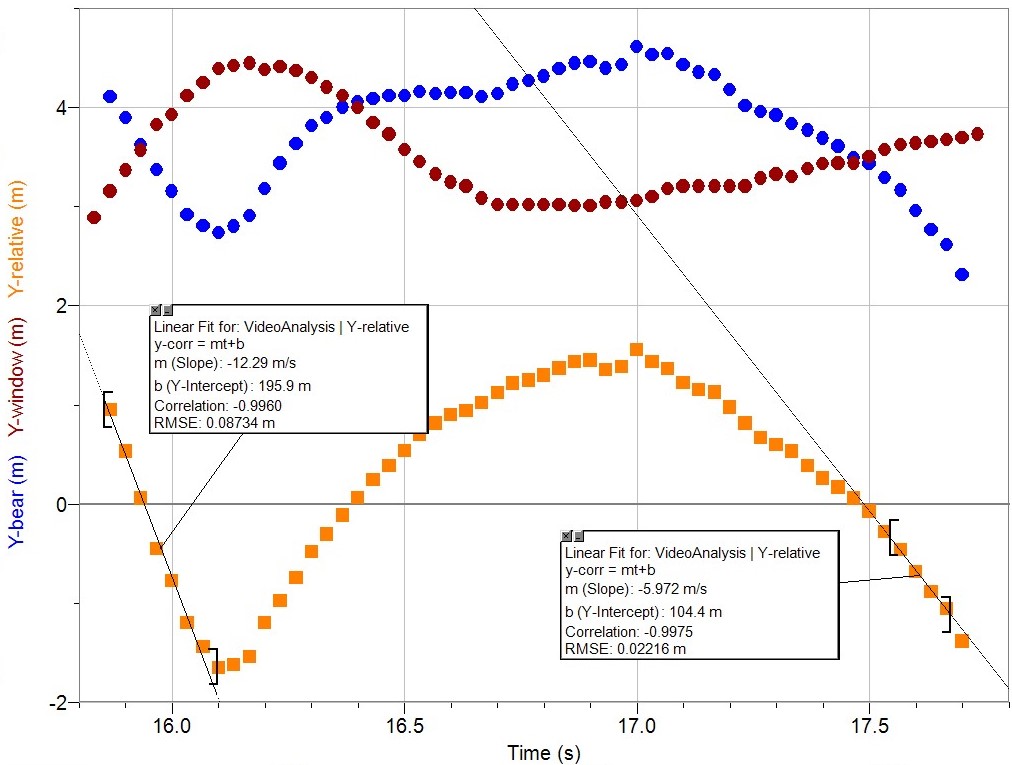 Y-bear (m) Y-window (m) Y-relative (m)
4
2
0
-2
Linear Fit for: VideoAnalysis | Y-relative
y-corr = mt+b
m (Slope): -12.29 m/s
b (Y-Intercept): 195.9 m
Correlation: -0.9960
RMSE: 0.08734 m
Linear Fit for: VideoAnalysis | Y-relative
y-corr = mt+b
m (Slope): -5.972 m/s
b (Y-Intercept): 104.4 m
Correlation: -0.9975
RMSE: 0.02216 m
16.0 16.5 17.0 17.5
Time (s)